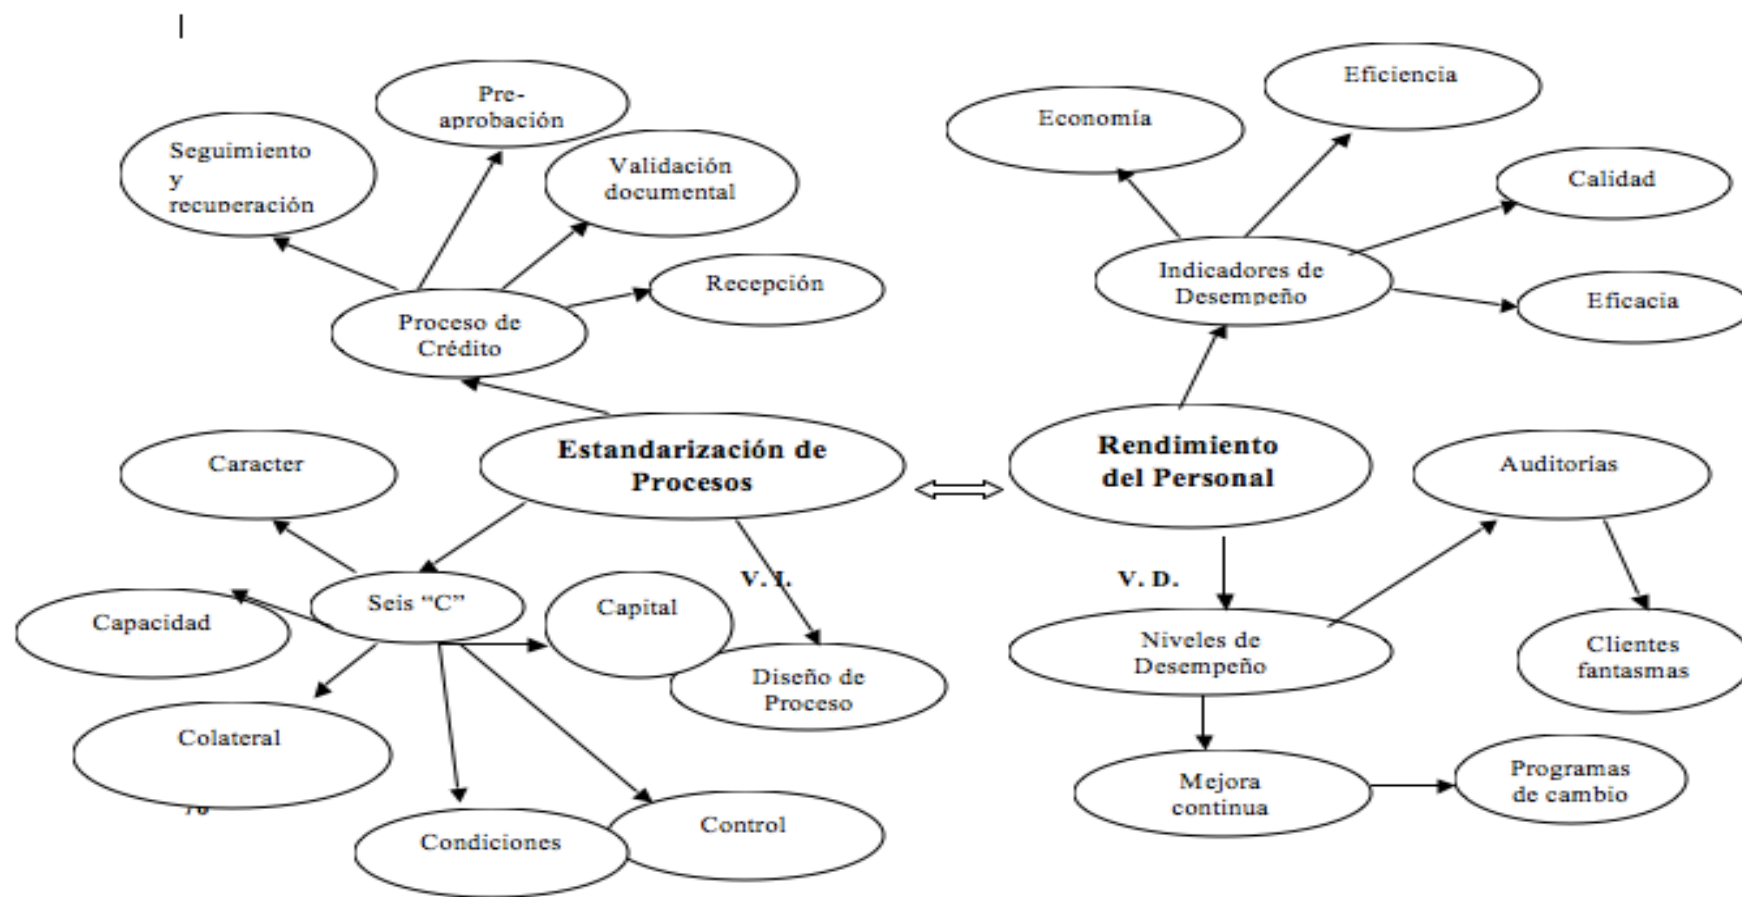 Pre-
aprobación
Seguimiento
y
recuperación
Validación
documental
Recepción
Proceso de
Crédito
Estandarización de
Procesos
Caracter
Seis “C”
Capacidad
Capital
V. I.
Diseño de
Proceso
Colateral
Condiciones
Control
Economía
Eficiencia
Calidad
Indicadores de
Desempeño
Eficacia
Rendimiento
del Personal
Auditorías
V. D.
Niveles de
Desempeño
Clientes
fantasmas
Mejora
continua
Programas
de cambio